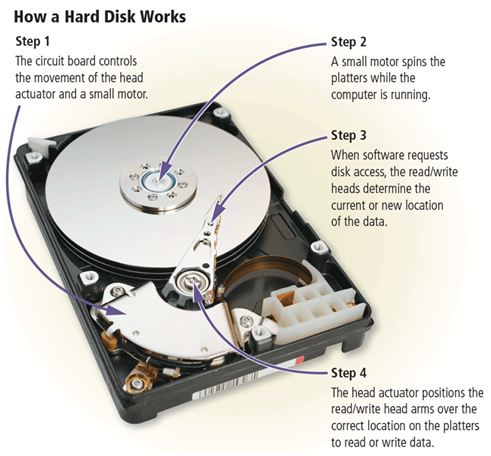 How a Hard Disk Works
Step 1
The circuit board controls
the movement of the head
actuator and a small motor.
Step 2
A small motor spins the
platters while the
computer is running.
Step 3
When software requests
disk access, the read/write
heads determine the
current or new location
of the data.
Step 4
The head actuator positions the
read/write head arms over the
correct location on the platters
to read or write data.